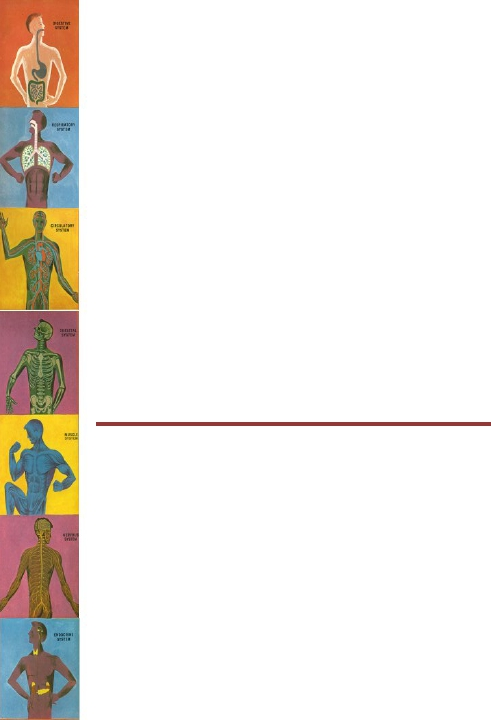 DIGESTIVE
SYSTEM
RESPIRATORY
SYSTEM
CIRCULATORY
SYSTEM
SKELETAL
SYSTEM
MUSCLE
SYSTEM
NERVOUS
SYSTEM
ENDOCRINE
SYSTEM